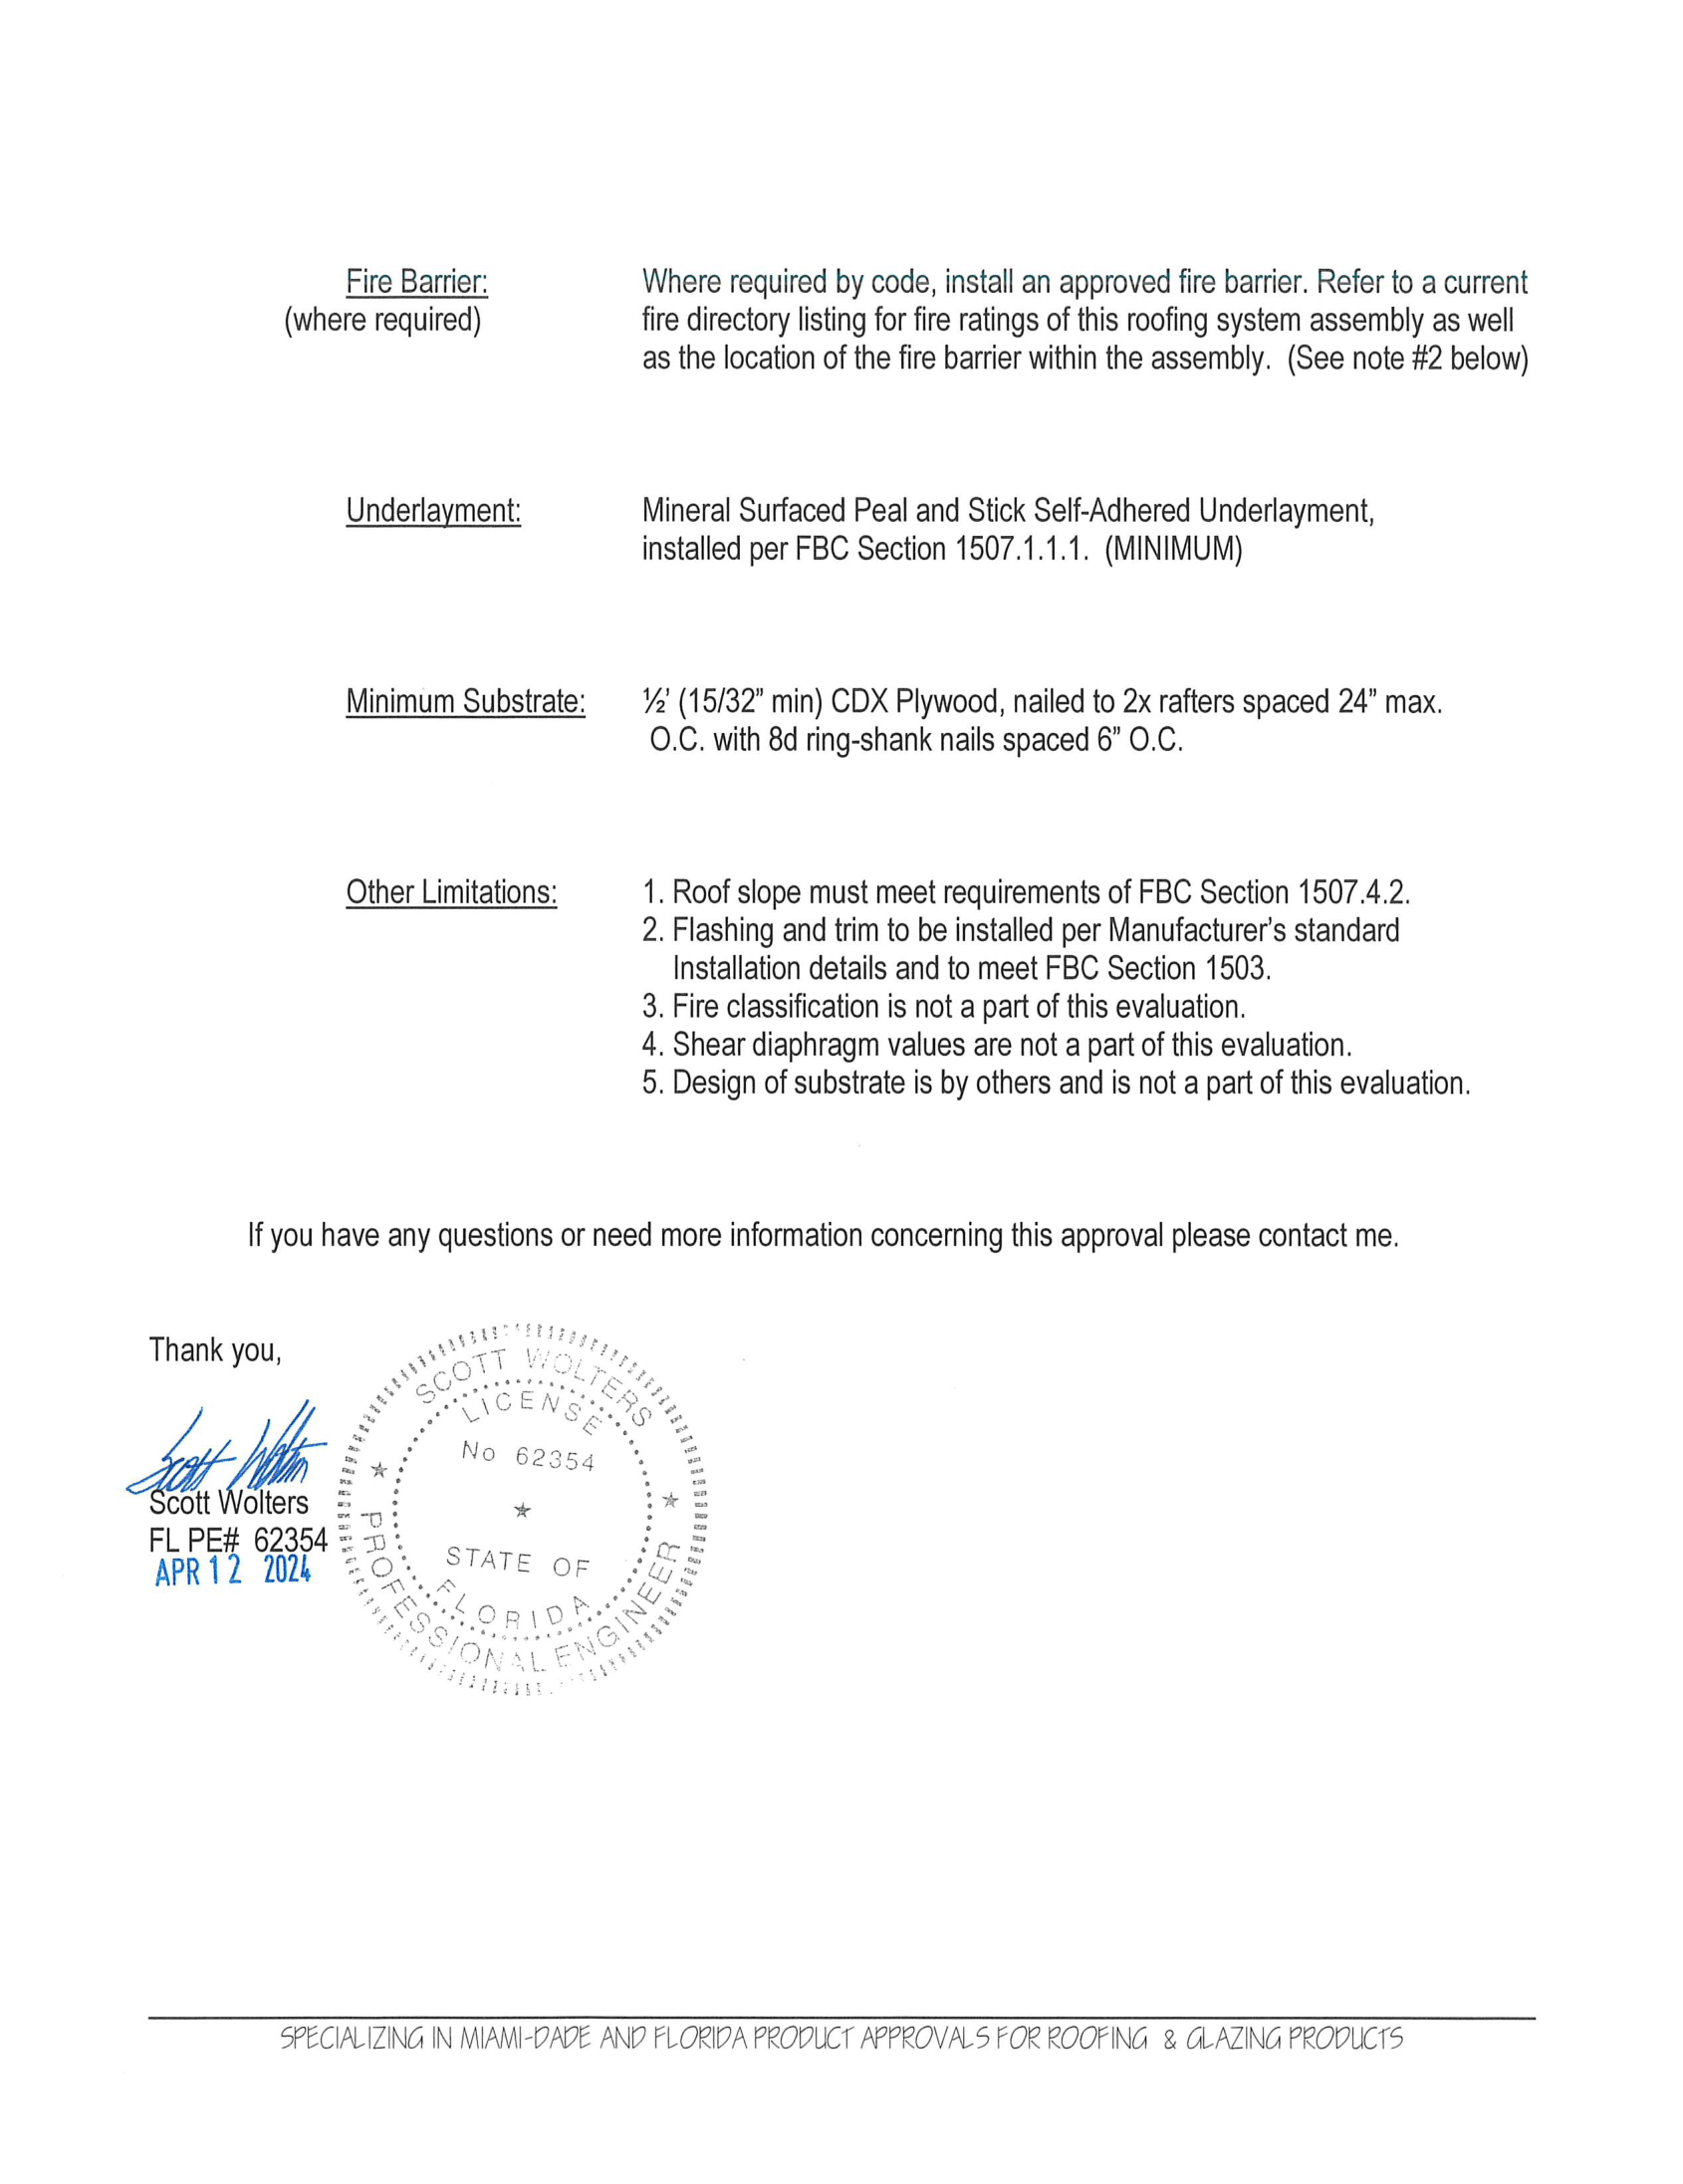 Fire Barrier: Where required by code, install an approved fire barrier. Refer to a current
(where required) fire directory listing for fire ratings of this roofing system assembly as well
as the location of the fire barrier within the assembly. (See note #2 below)
Underlayment: Mineral Surfaced Peal and Stick Self-Adhered Underlayment,
installed per FBC Section 1507.1.1.1. (MINIMUM)
Minimum Substrate: ½' (15/32” min) CDX Plywood, nailed to 2x rafters spaced 24” max.
O.C. with 8d ring-shank nails spaced 6” O.C.
Other Limitations: 1. Roof slope must meet requirements of FBC Section 1507.4.2.
2. Flashing and trim to be installed per Manufacturer’s standard
Installation details and to meet FBC Section 1503.
3. Fire classification is not a part of this evaluation.
4. Shear diaphragm values are not a part of this evaluation.
5. Design of substrate is by others and is not a part of this evaluation.
If you have any questions or need more information concerning this approval please contact me.
Thank you,
Scott Wolters
Scott Wolters
FL PE# 62354
APR 12 2024
SCOTT WOLTERS
LICENSE
No 62354
STATE OF
FLORIDA
PROFESSIONAL ENGINEER
SPECIALIZING IN MIAMI-DADE AND FLORIDA PRODUCT APPROVALS FOR ROOFING & GLAZING PRODUCTS